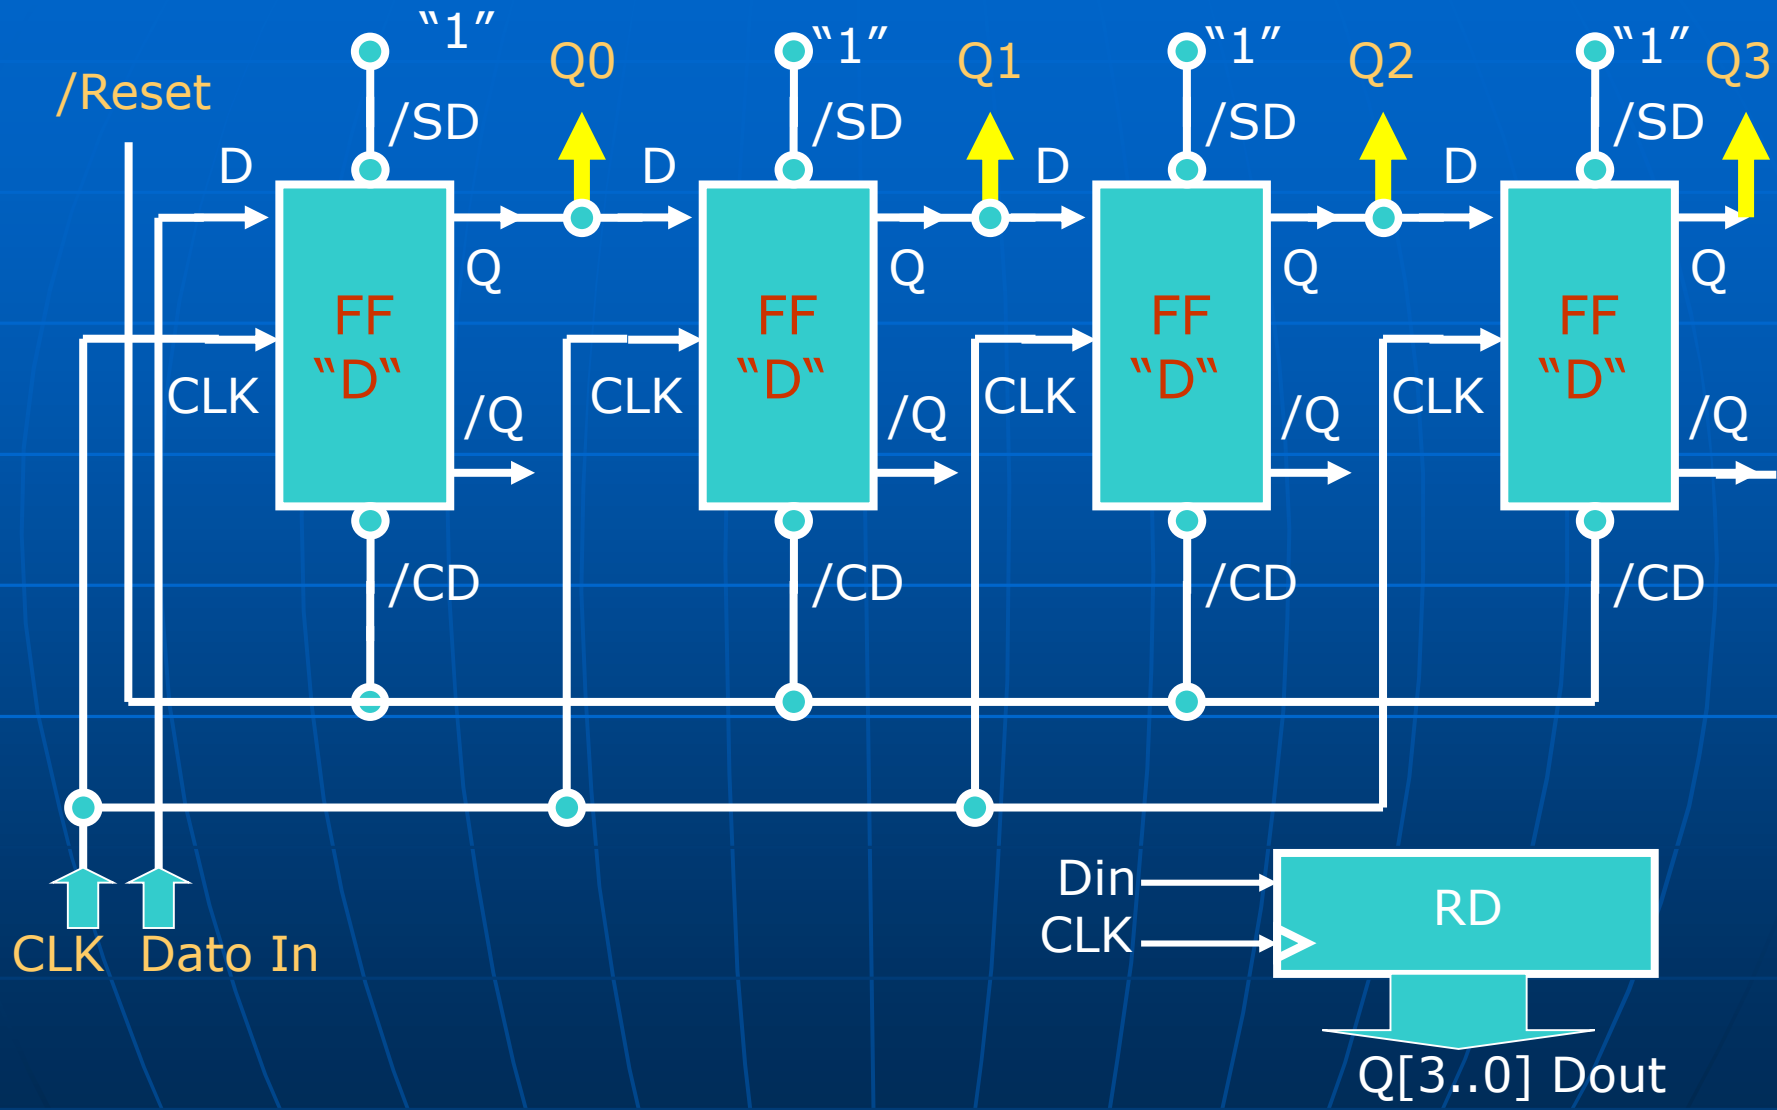 “1”
“1”
“1”
“1”
Q0
Q1
Q2
Q3
/Reset
/SD
/SD
/SD
/SD
D
D
D
D
Q
Q
Q
Q
FF
“D“
FF
“D“
FF
“D“
FF
“D“
CLK
CLK
CLK
CLK
/Q
/Q
/Q
/Q
/CD
/CD
/CD
/CD
Din
CLK
RD
CLK
Dato In
Q[3..0] Dout